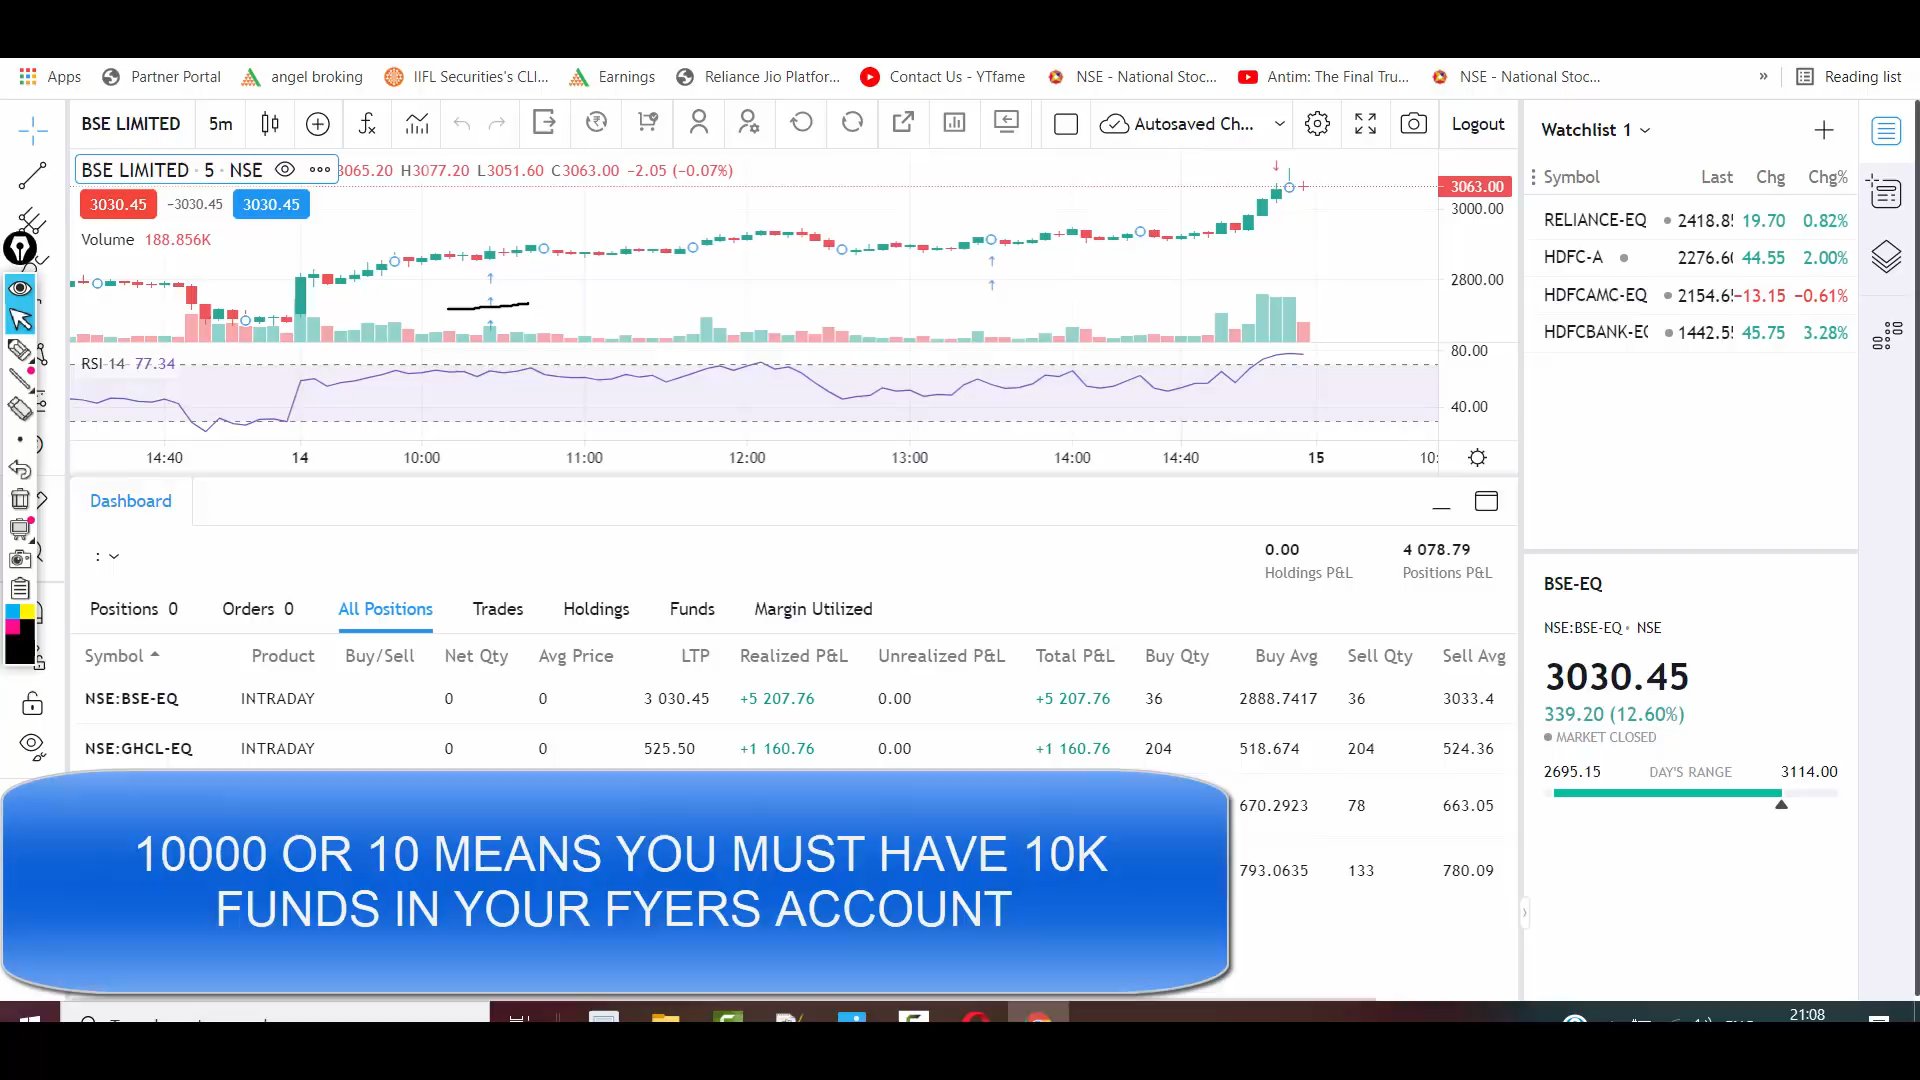 Apps Partner Portal angel broking IIFL Securities's CLI... Earnings Reliance Jio Platfor... Contact Us - YTfame NSE - National Stoc... Antim: The Final Tru... NSE - National Stoc... » Reading list
BSE LIMITED 5m Autosaved Ch... Logout
Watchlist 1
BSE LIMITED · 5 · NSE 3065.20 H3077.20 L3051.60 C3063.00 −2.05 (−0.07%)
3030.45 −3030.45 3030.45
Volume 188.856K
3063.00
3000.00
2800.00
RSI 14 77.34
80.00
40.00
14:40 14 10:00 11:00 12:00 13:00 14:00 14:40 15 10:
Symbol Last Chg Chg%
RELIANCE-EQ 2418.8 19.70 0.82%
HDFC-A 2276.6 44.55 2.00%
HDFCAMC-EQ 2154.6 −13.15 −0.61%
HDFCBANK-E 1442.5 45.75 3.28%
Dashboard
: 
0.00 4 078.79
Holdings P&L Positions P&L
Positions 0 Orders 0 All Positions Trades Holdings Funds Margin Utilized
Symbol Product Buy/Sell Net Qty Avg Price LTP Realized P&L Unrealized P&L Total P&L Buy Qty Buy Avg Sell Qty Sell Avg
NSE:BSE-EQ INTRADAY 0 0 3 030.45 +5 207.76 0.00 +5 207.76 36 2888.7417 36 3033.4
NSE:GHCL-EQ INTRADAY 0 0 525.50 +1 160.76 0.00 +1 160.76 204 518.674 204 524.36
670.2923 78 663.05
793.0635 133 780.09
10000 OR 10 MEANS YOU MUST HAVE 10K
FUNDS IN YOUR FYERS ACCOUNT
BSE-EQ
NSE:BSE-EQ • NSE
3030.45
339.20 (12.60%)
MARKET CLOSED
2695.15 DAY'S RANGE 3114.00
21:08